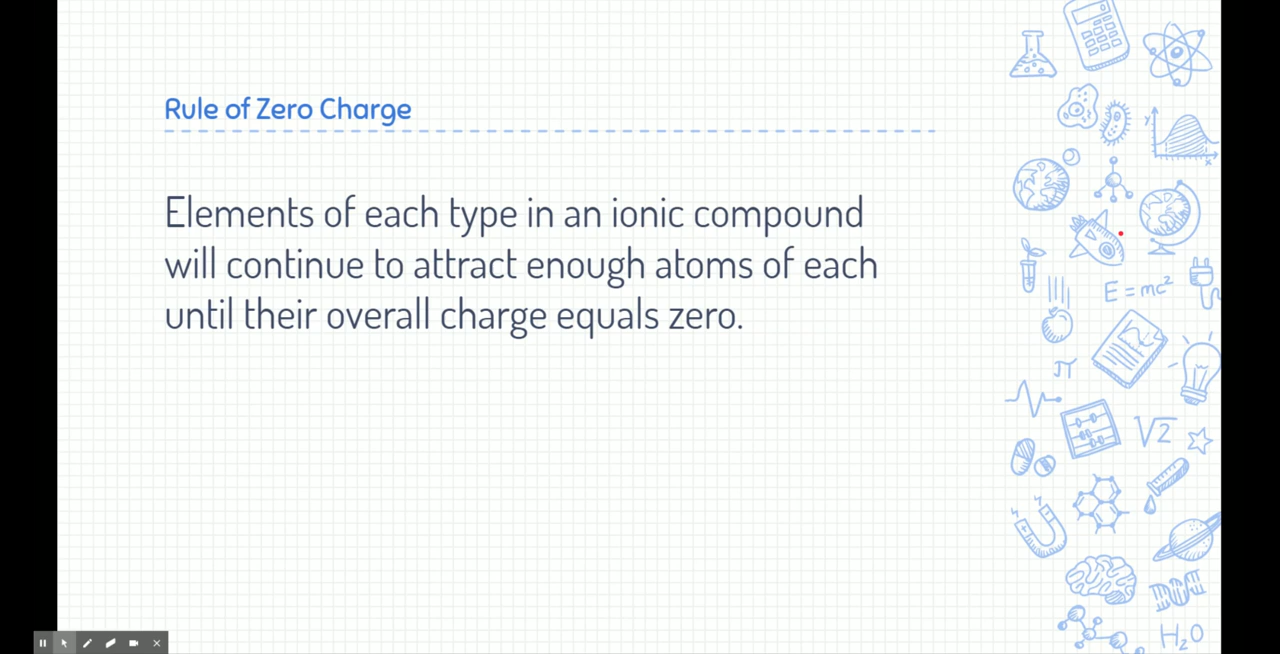 Rule of Zero Charge
Elements of each type in an ionic compound
will continue to attract enough atoms of each
until their overall charge equals zero.
y
x
E = mc²
π
√2
H₂O